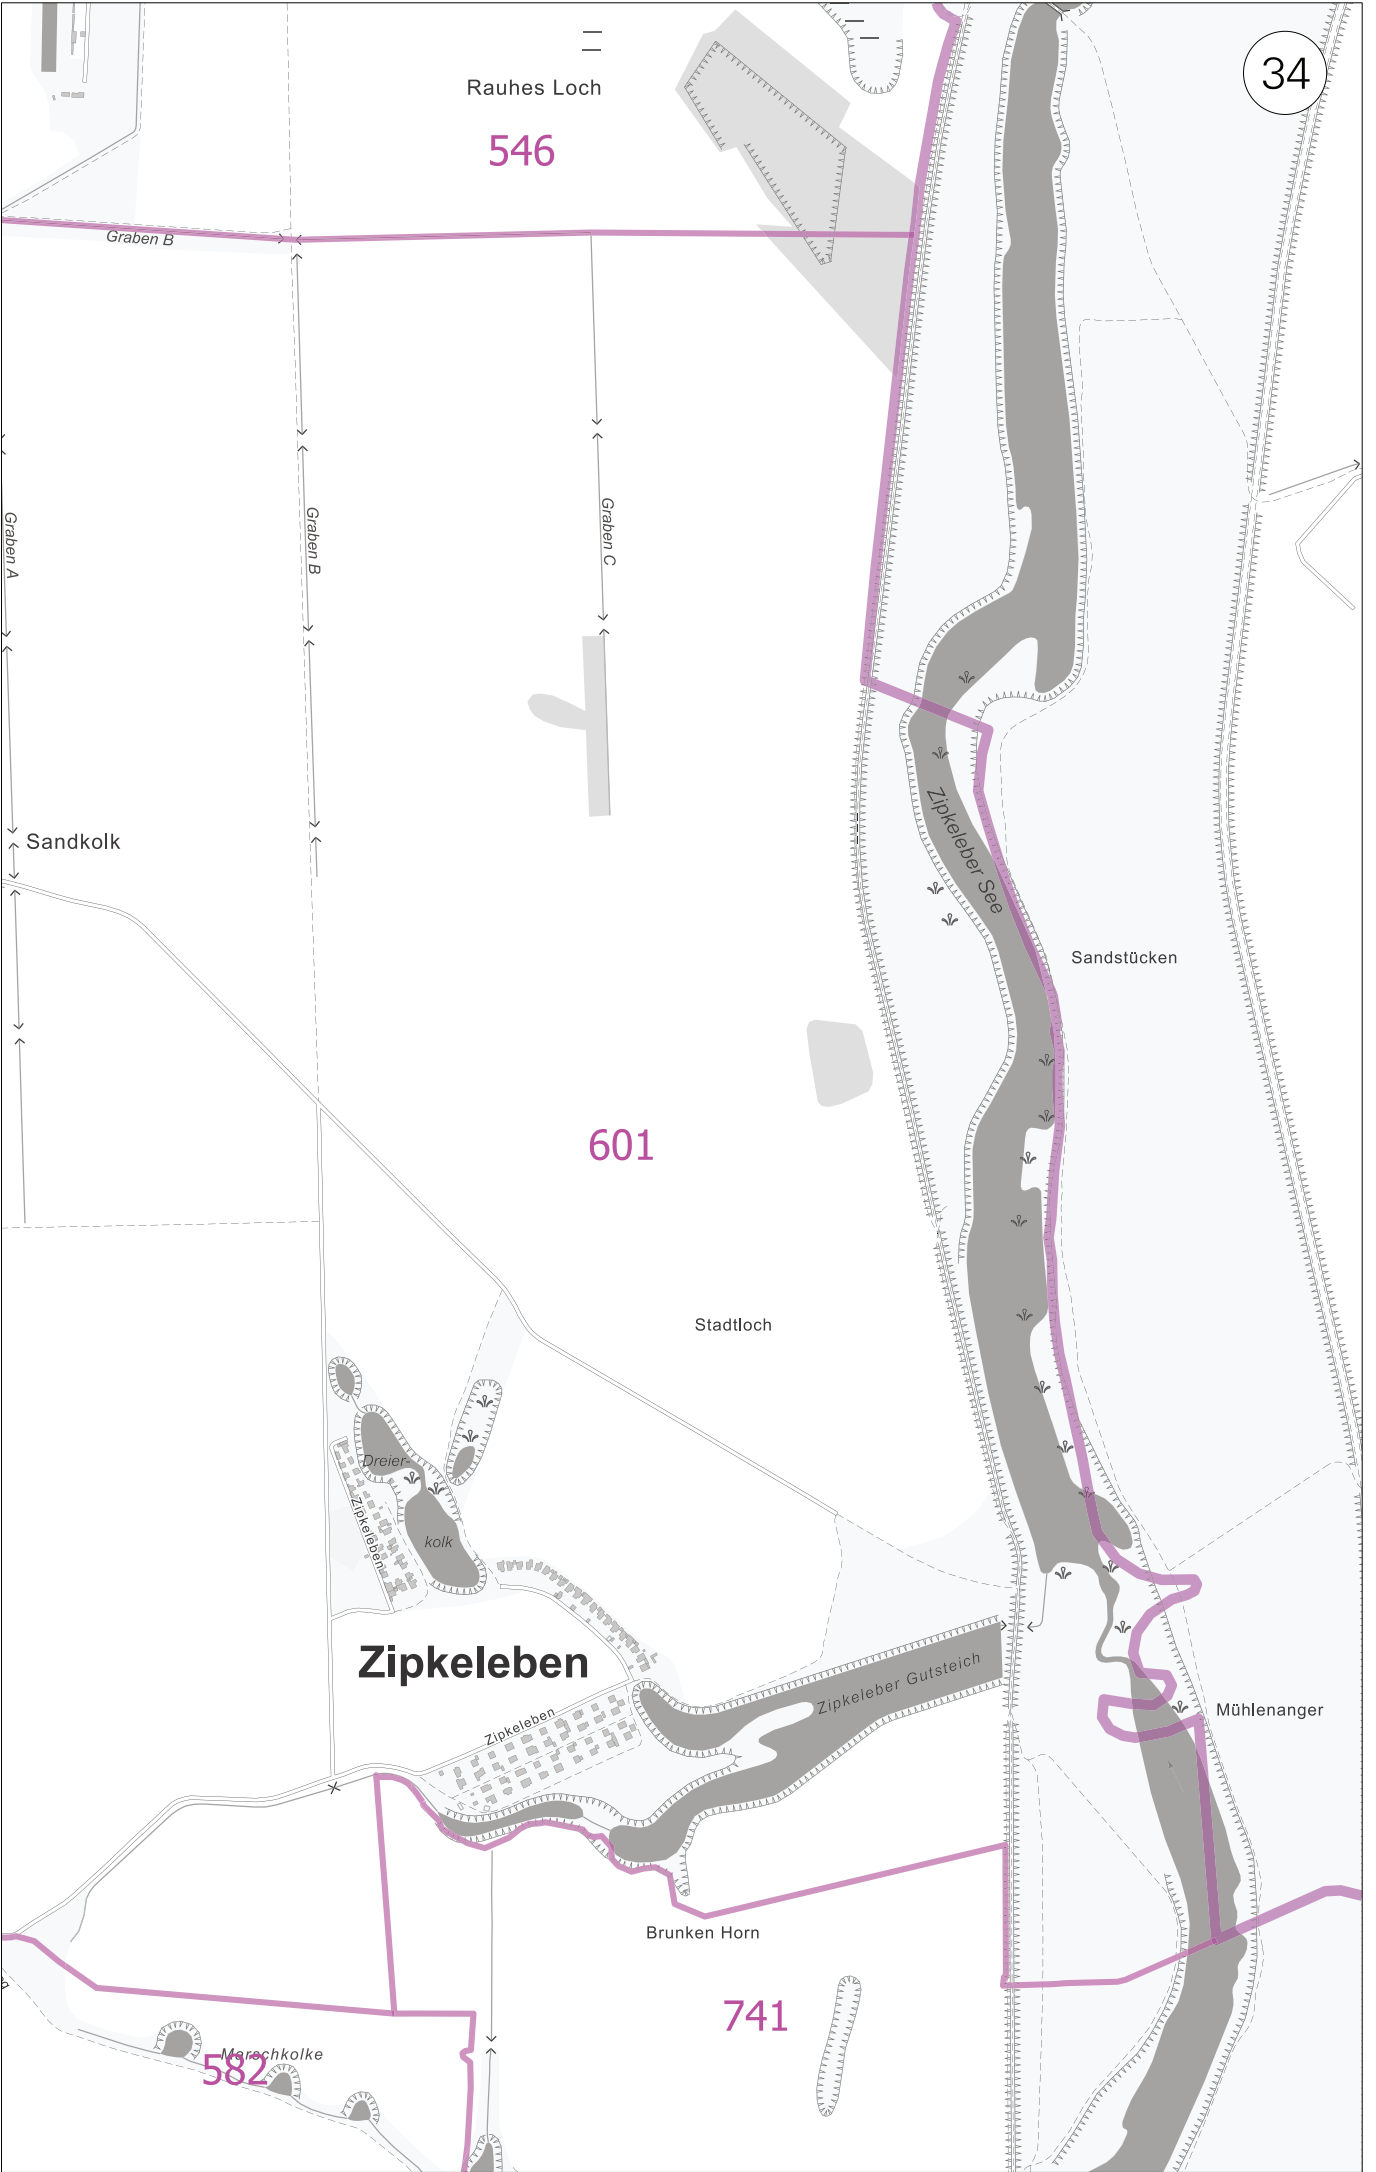 34
Rauhes Loch
546
Graben B
Graben A
Graben B
Graben C
Sandkolk
Zipkeleber See
Sandstücken
601
Stadtloch
Dreier-
kolk
Zipkeleben
Zipkeleben
Zipkeleber Gutsteich
Zipkeleben
Mühlenanger
Brunken Horn
741
Marschkolke
582